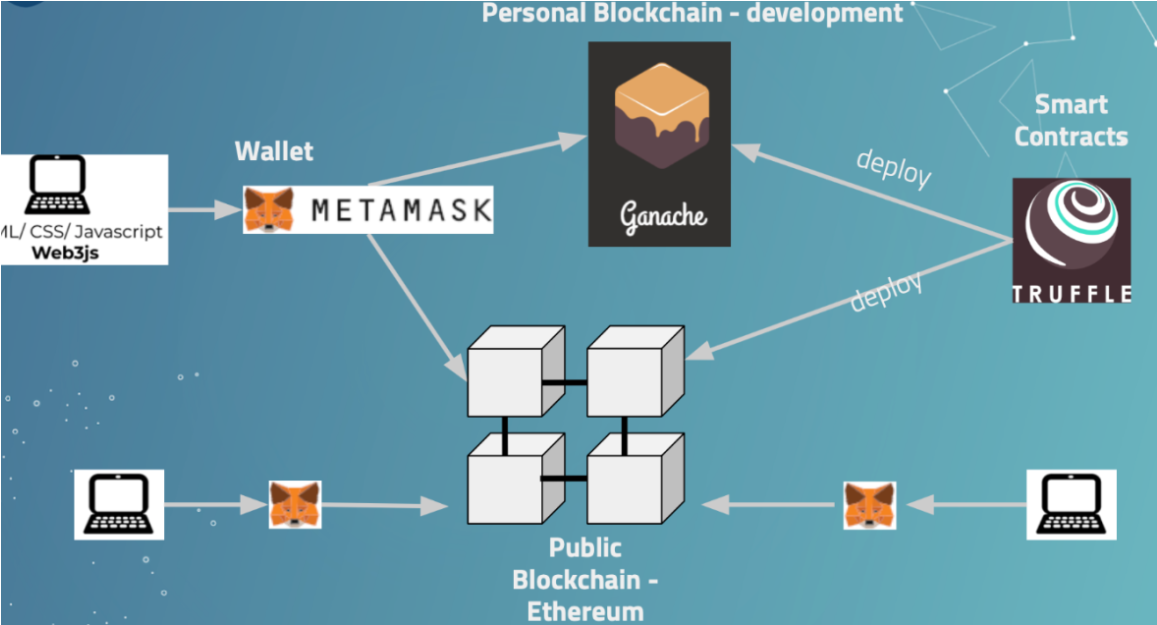 Personal Blockchain - development
Smart
Contracts
Wallet
deploy
METAMASK
Ganache
ML/ CSS/ Javascript
Web3js
deploy
TRUFFLE
Public
Blockchain -
Ethereum